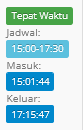 Tepat Waktu
Jadwal:
15:00-17:30
Masuk:
15:01:44
Keluar:
17:15:47